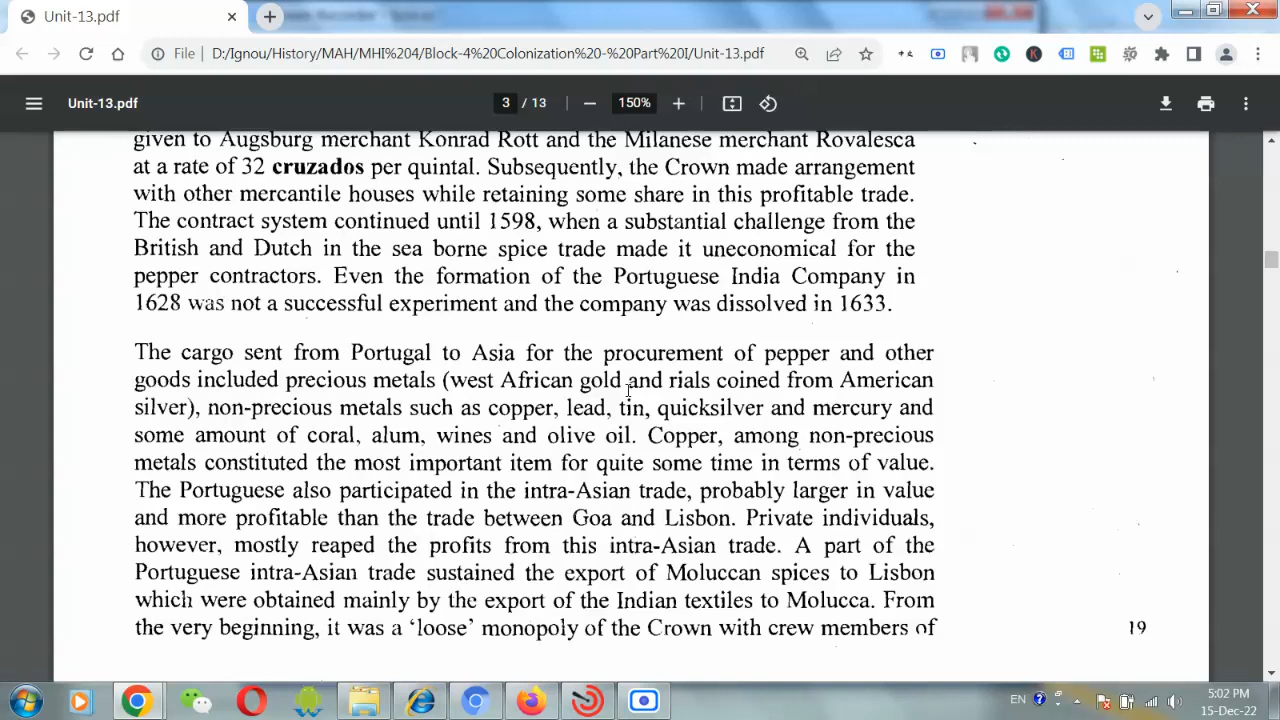 Unit-13.pdf
File
D:/Ignou/History/MAH/MHI%204/Block-4%20Colonization%20-%20Part%20I/Unit-13.pdf
Unit-13.pdf
3 / 13
150%
given to Augsburg merchant Konrad Rott and the Milanese merchant Rovalesca
at a rate of 32 cruzados per quintal. Subsequently, the Crown made arrangement
with other mercantile houses while retaining some share in this profitable trade.
The contract system continued until 1598, when a substantial challenge from the
British and Dutch in the sea borne spice trade made it uneconomical for the
pepper contractors. Even the formation of the Portuguese India Company in
1628 was not a successful experiment and the company was dissolved in 1633.
The cargo sent from Portugal to Asia for the procurement of pepper and other
goods included precious metals (west African gold and rials coined from American
silver), non-precious metals such as copper, lead, tin, quicksilver and mercury and
some amount of coral, alum, wines and olive oil. Copper, among non-precious
metals constituted the most important item for quite some time in terms of value.
The Portuguese also participated in the intra-Asian trade, probably larger in value
and more profitable than the trade between Goa and Lisbon. Private individuals,
however, mostly reaped the profits from this intra-Asian trade. A part of the
Portuguese intra-Asian trade sustained the export of Moluccan spices to Lisbon
which were obtained mainly by the export of the Indian textiles to Molucca. From
the very beginning, it was a ‘loose’ monopoly of the Crown with crew members of
19
EN
5:02 PM
15-Dec-22